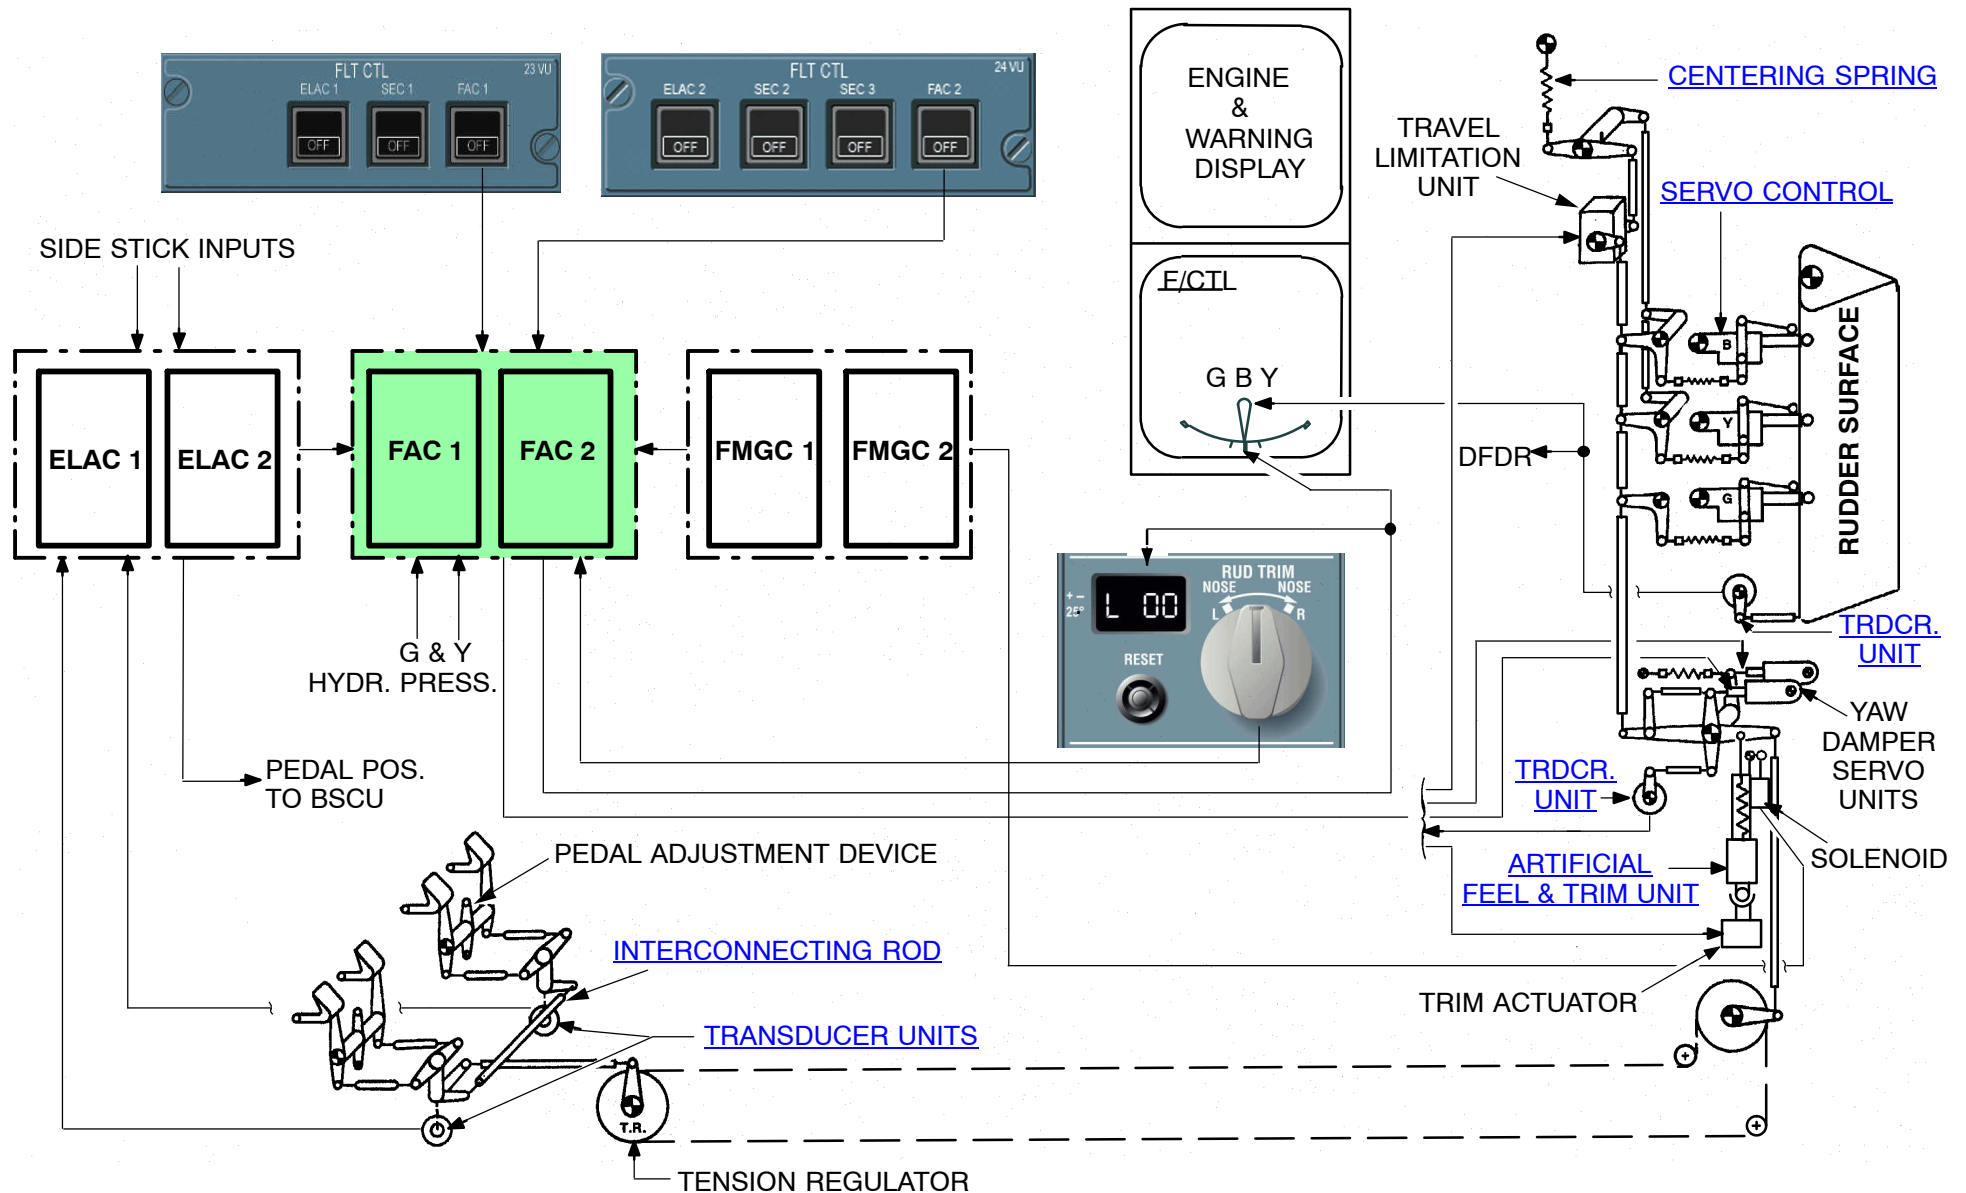 FLT CTL
23 VU
ELAC 1
SEC 1
FAC 1
OFF
OFF
OFF
FLT CTL
24 VU
ELAC 2
SEC 2
SEC 3
FAC 2
OFF
OFF
OFF
OFF
ENGINE
&
WARNING
DISPLAY
CENTERING SPRING
TRAVEL
LIMITATION
UNIT
SERVO CONTROL
SIDE STICK INPUTS
F/CTL
G B Y
B
Y
G
RUDDER SURFACE
ELAC 1
ELAC 2
FAC 1
FAC 2
FMGC 1
FMGC 2
DFDR
G & Y
HYDR. PRESS.
RUD TRIM
NOSE
NOSE
L
R
+ –
25°
L 00
RESET
TRDCR.
UNIT
YAW
DAMPER
SERVO
UNITS
PEDAL POS.
TO BSCU
TRDCR.
UNIT
SOLENOID
PEDAL ADJUSTMENT DEVICE
ARTIFICIAL
FEEL & TRIM UNIT
INTERCONNECTING ROD
TRIM ACTUATOR
TRANSDUCER UNITS
T.R.
TENSION REGULATOR